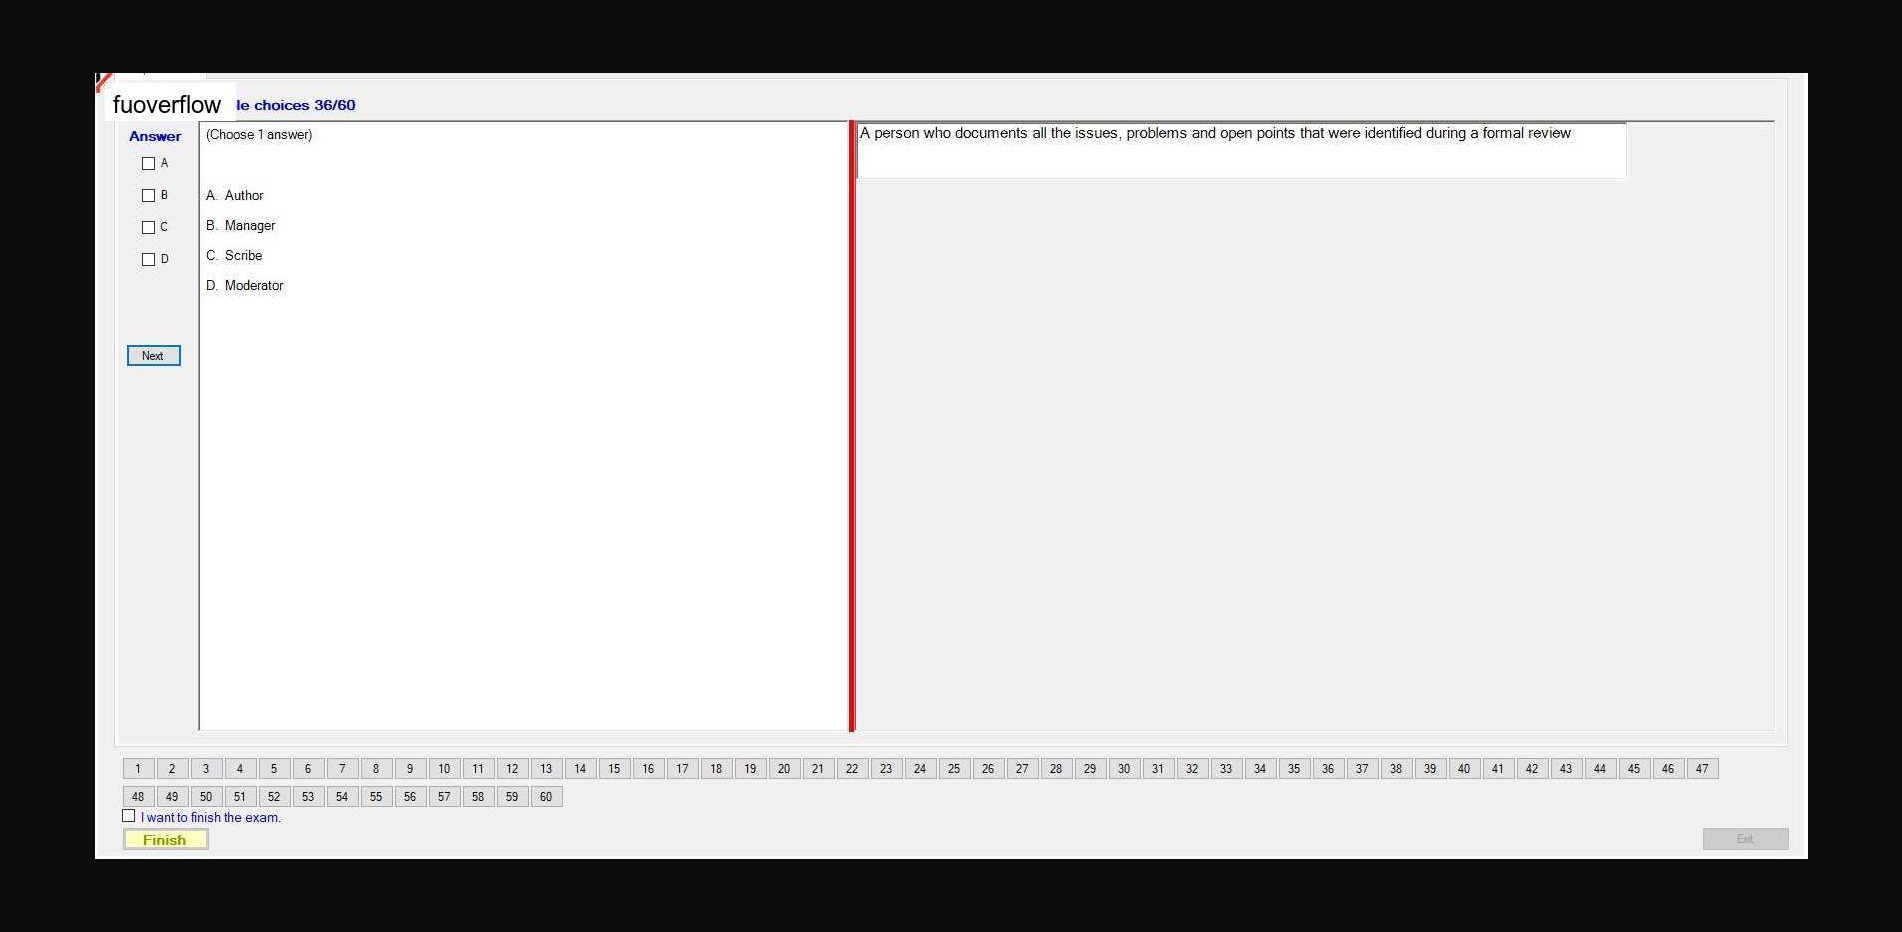 fuoverflow
le choices 36/60
Answer
(Choose 1 answer)
A person who documents all the issues, problems and open points that were identified during a formal review
A
B
C
D
A. Author
B. Manager
C. Scribe
D. Moderator
Next
1 2 3 4 5 6 7 8 9 10 11 12 13 14 15 16 17 18 19 20 21 22 23 24 25 26 27 28 29 30 31 32 33 34 35 36 37 38 39 40 41 42 43 44 45 46 47
48 49 50 51 52 53 54 55 56 57 58 59 60
I want to finish the exam.
Finish
Exit